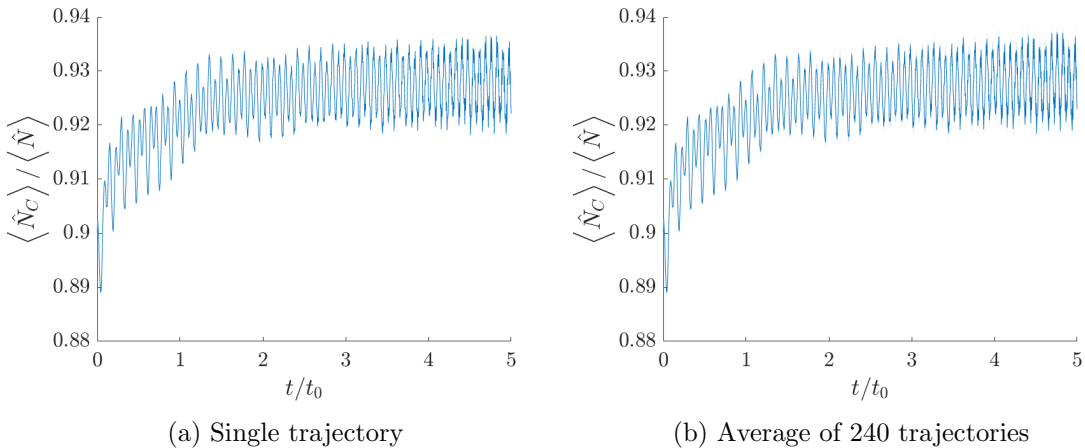 0.94
0.93
0.92
0.91
0.9
0.89
0.88
⟨N̂_C⟩/⟨N̂⟩
0 1 2 3 4 5
t/t₀
(a) Single trajectory
0.94
0.93
0.92
0.91
0.9
0.89
0.88
⟨N̂_C⟩/⟨N̂⟩
0 1 2 3 4 5
t/t₀
(b) Average of 240 trajectories